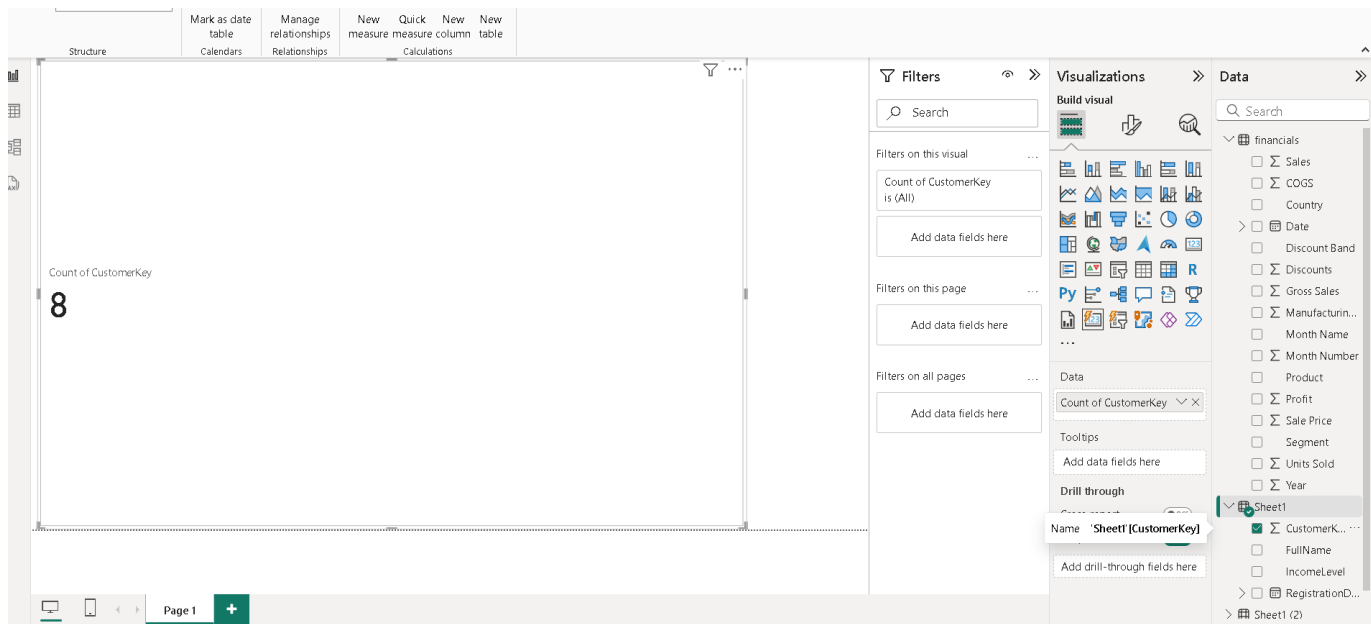 Mark as date table
Manage relationships
New measure
Quick measure
New column
New table
Structure
Calendars
Relationships
Calculations
Count of CustomerKey
8
Filters
Search
Filters on this visual
...
Count of CustomerKey
is (All)
Add data fields here
Filters on this page
...
Add data fields here
Filters on all pages
...
Add data fields here
Visualizations
Build visual
123
R
Py
...
Data
Count of CustomerKey
Tooltips
Add data fields here
Drill through
Name 'Sheet1'[CustomerKey]
Add drill-through fields here
Data
Search
financials
Sales
COGS
Country
Date
Discount Band
Discounts
Gross Sales
Manufacturin...
Month Name
Month Number
Product
Profit
Sale Price
Segment
Units Sold
Year
Sheet1
CustomerK...
FullName
IncomeLevel
RegistrationD...
Sheet1 (2)
Page 1